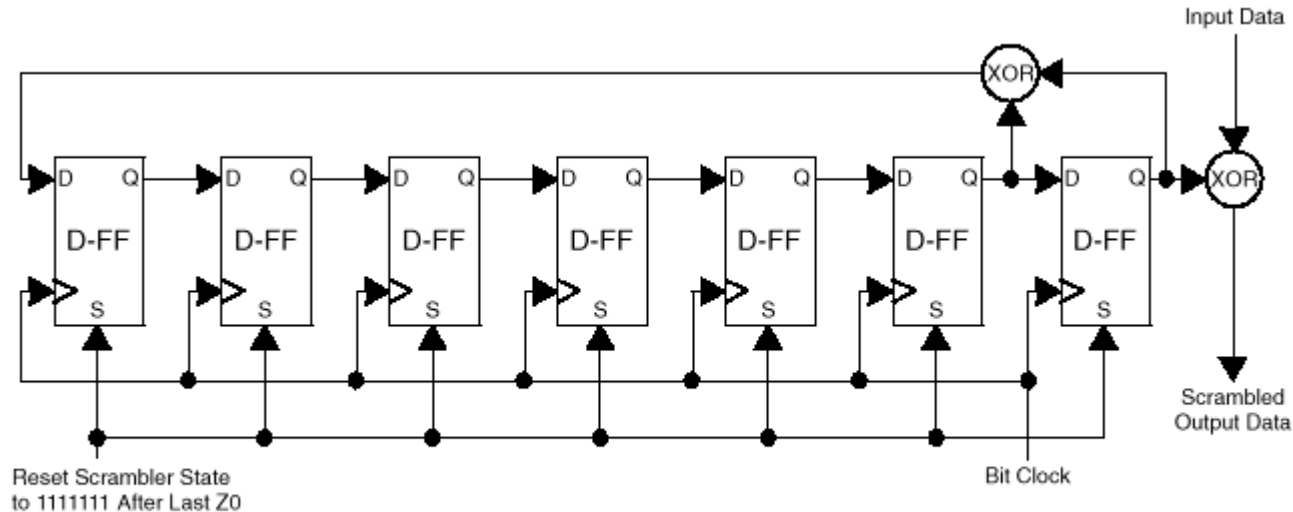 Input Data
XOR
D Q D Q D Q D Q D Q D Q D Q XOR
D-FF D-FF D-FF D-FF D-FF D-FF D-FF
S S S S S S S
Scrambled
Output Data
Reset Scrambler State
to 1111111 After Last Z0
Bit Clock